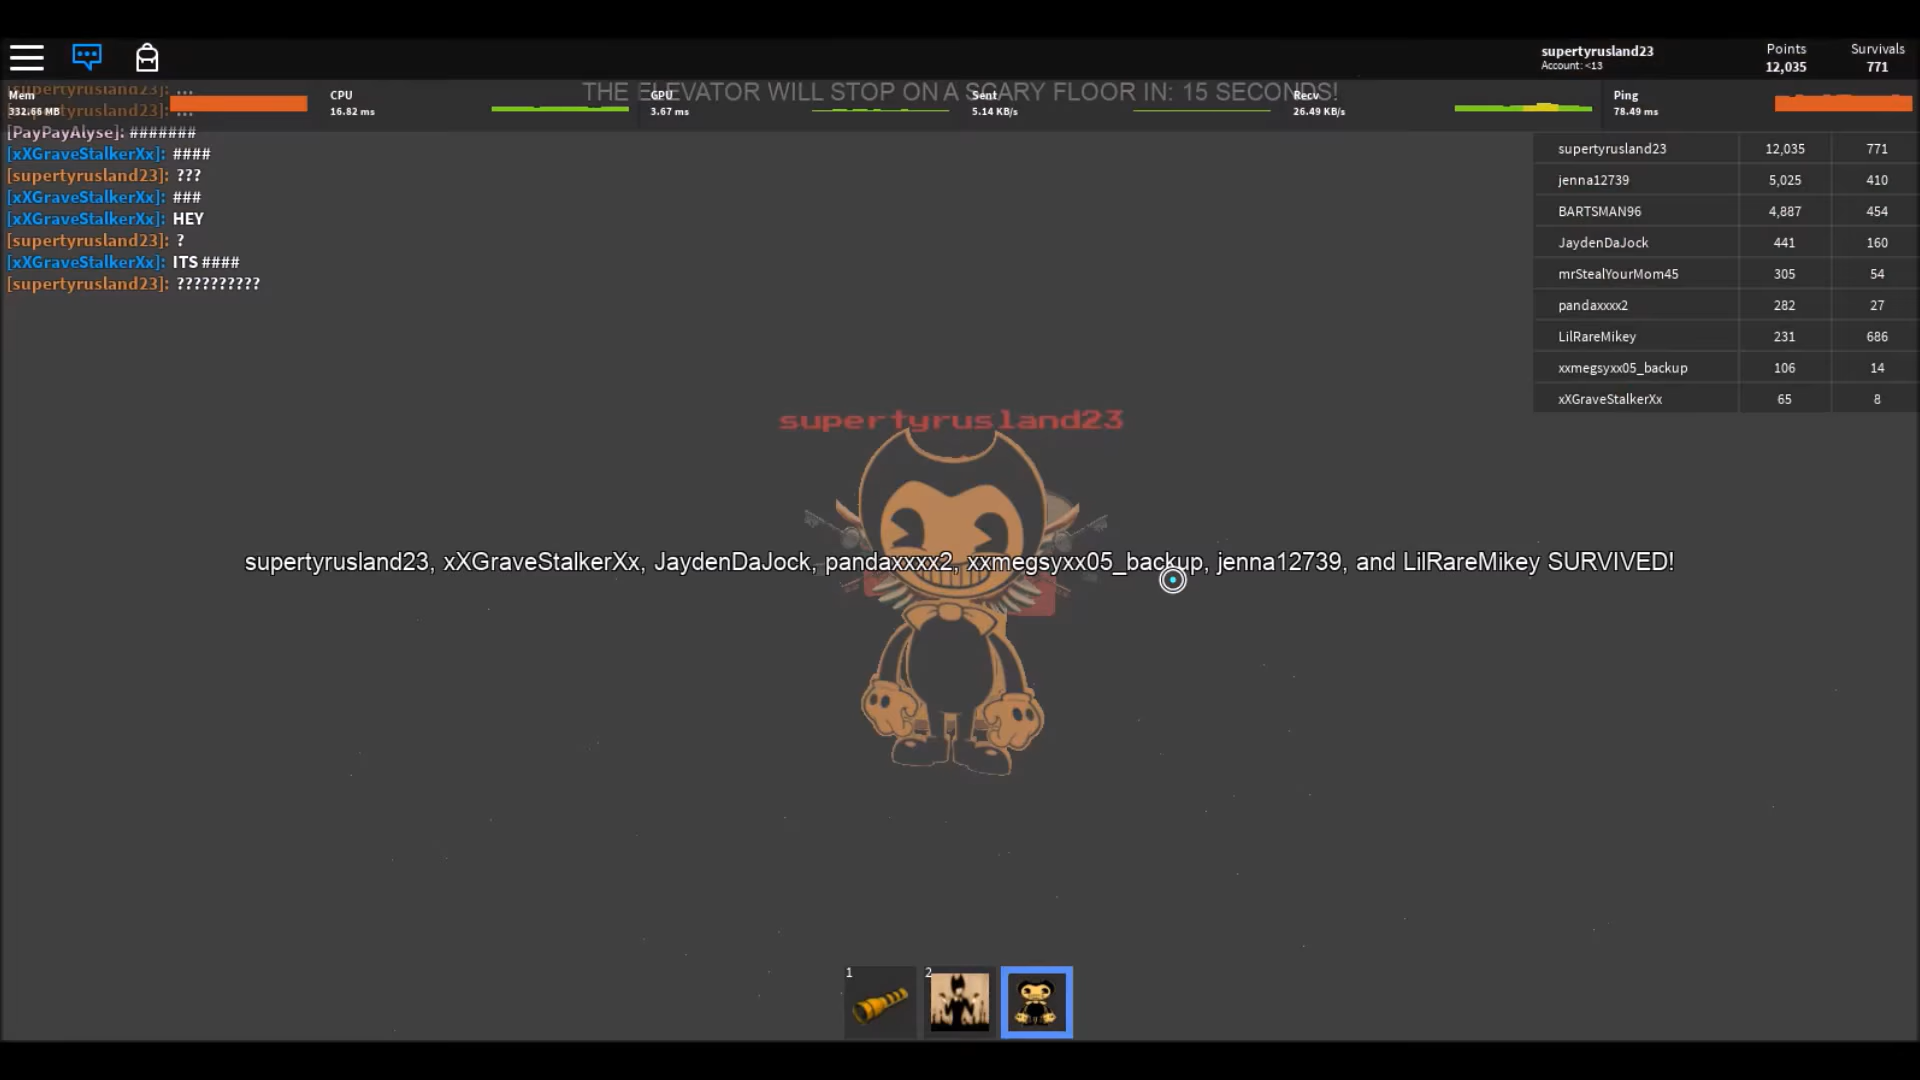 supertyrusland23
Account: <13
Points
12,035
Survivals
771
THE ELEVATOR WILL STOP ON A SCARY FLOOR IN: 15 SECONDS!
Mem
332.66 MB
CPU
16.82 ms
GPU
3.67 ms
Sent
5.14 KB/s
Recv
26.49 KB/s
Ping
78.49 ms
[supertyrusland23]: ...
[supertyrusland23]: ...
[PayPayAlyse]: #######
[xXGraveStalkerXx]: ####
[supertyrusland23]: ???
[xXGraveStalkerXx]: ###
[xXGraveStalkerXx]: HEY
[supertyrusland23]: ?
[xXGraveStalkerXx]: ITS ####
[supertyrusland23]: ??????????
supertyrusland23 12,035 771
jenna12739 5,025 410
BARTSMAN96 4,887 454
JaydenDaJock 441 160
mrStealYourMom45 305 54
pandaxxxx2 282 27
LilRareMikey 231 686
xxmegsyxx05_backup 106 14
xXGraveStalkerXx 65 8
supertyrusland23
supertyrusland23, xXGraveStalkerXx, JaydenDaJock, pandaxxxx2, xxmegsyxx05_backup, jenna12739, and LilRareMikey SURVIVED!
1
2